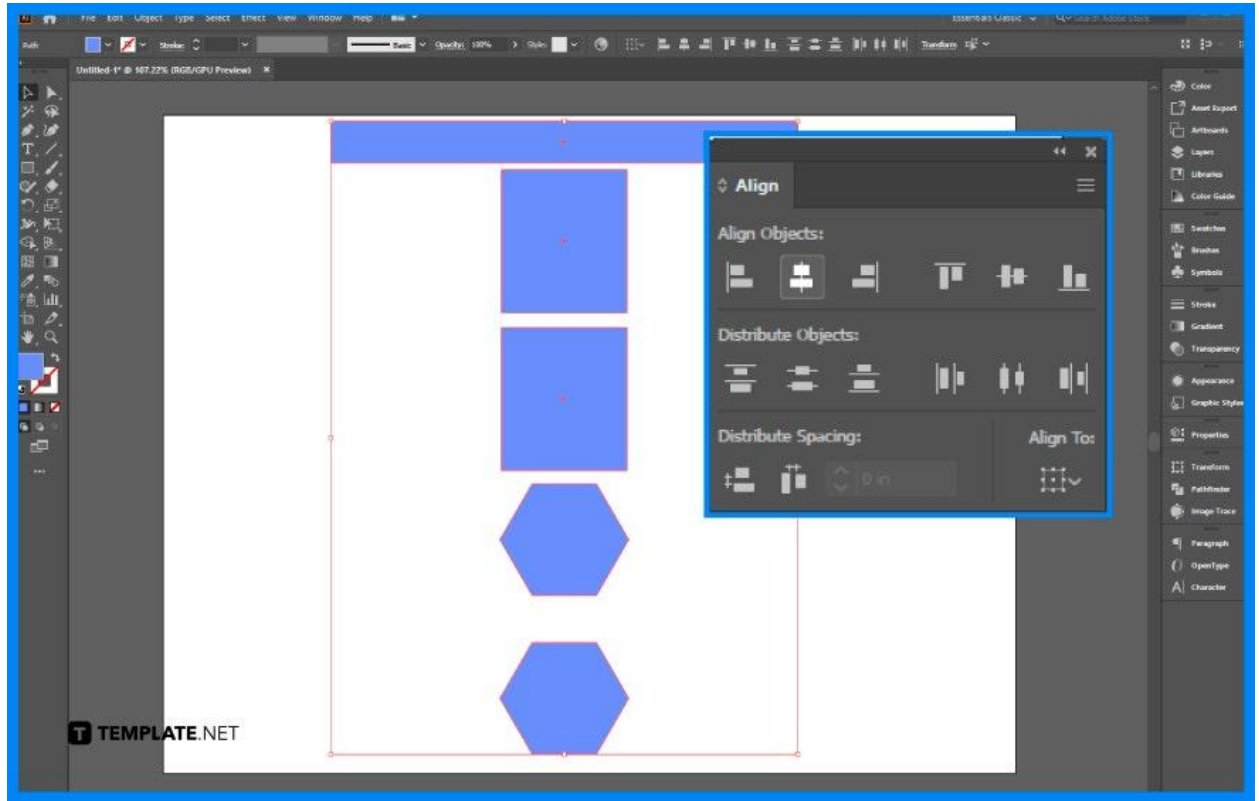 File Edit Object Type Select Effect View Window Help
Essentials Classic
Search Adobe Stock
Path
Stroke:
Basic
Opacity: 100%
Style:
Transform
Untitled-1* @ 107.22% (RGB/GPU Preview)
Color
Asset Export
Artboards
Layers
Libraries
Color Guide
Swatches
Brushes
Symbols
Stroke
Gradient
Transparency
Appearance
Graphic Styles
Properties
Transform
Pathfinder
Image Trace
Paragraph
OpenType
Character
Align
Align Objects:
Distribute Objects:
Distribute Spacing:
Align To:
0 in
TEMPLATE.NET